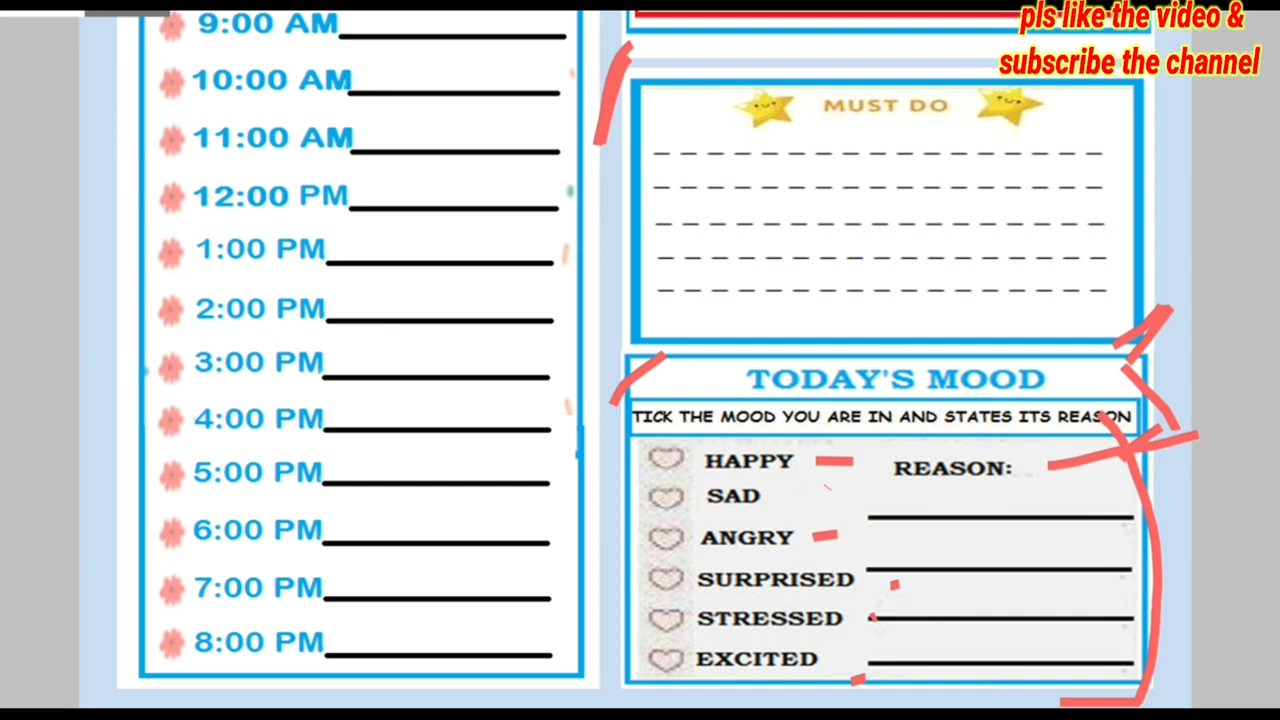 pls like the video &
subscribe the channel
9:00 AM
10:00 AM
11:00 AM
12:00 PM
1:00 PM
2:00 PM
3:00 PM
4:00 PM
5:00 PM
6:00 PM
7:00 PM
8:00 PM
MUST DO
TODAY'S MOOD
TICK THE MOOD YOU ARE IN AND STATES ITS REASON
HAPPY
SAD
ANGRY
SURPRISED
STRESSED
EXCITED
REASON: